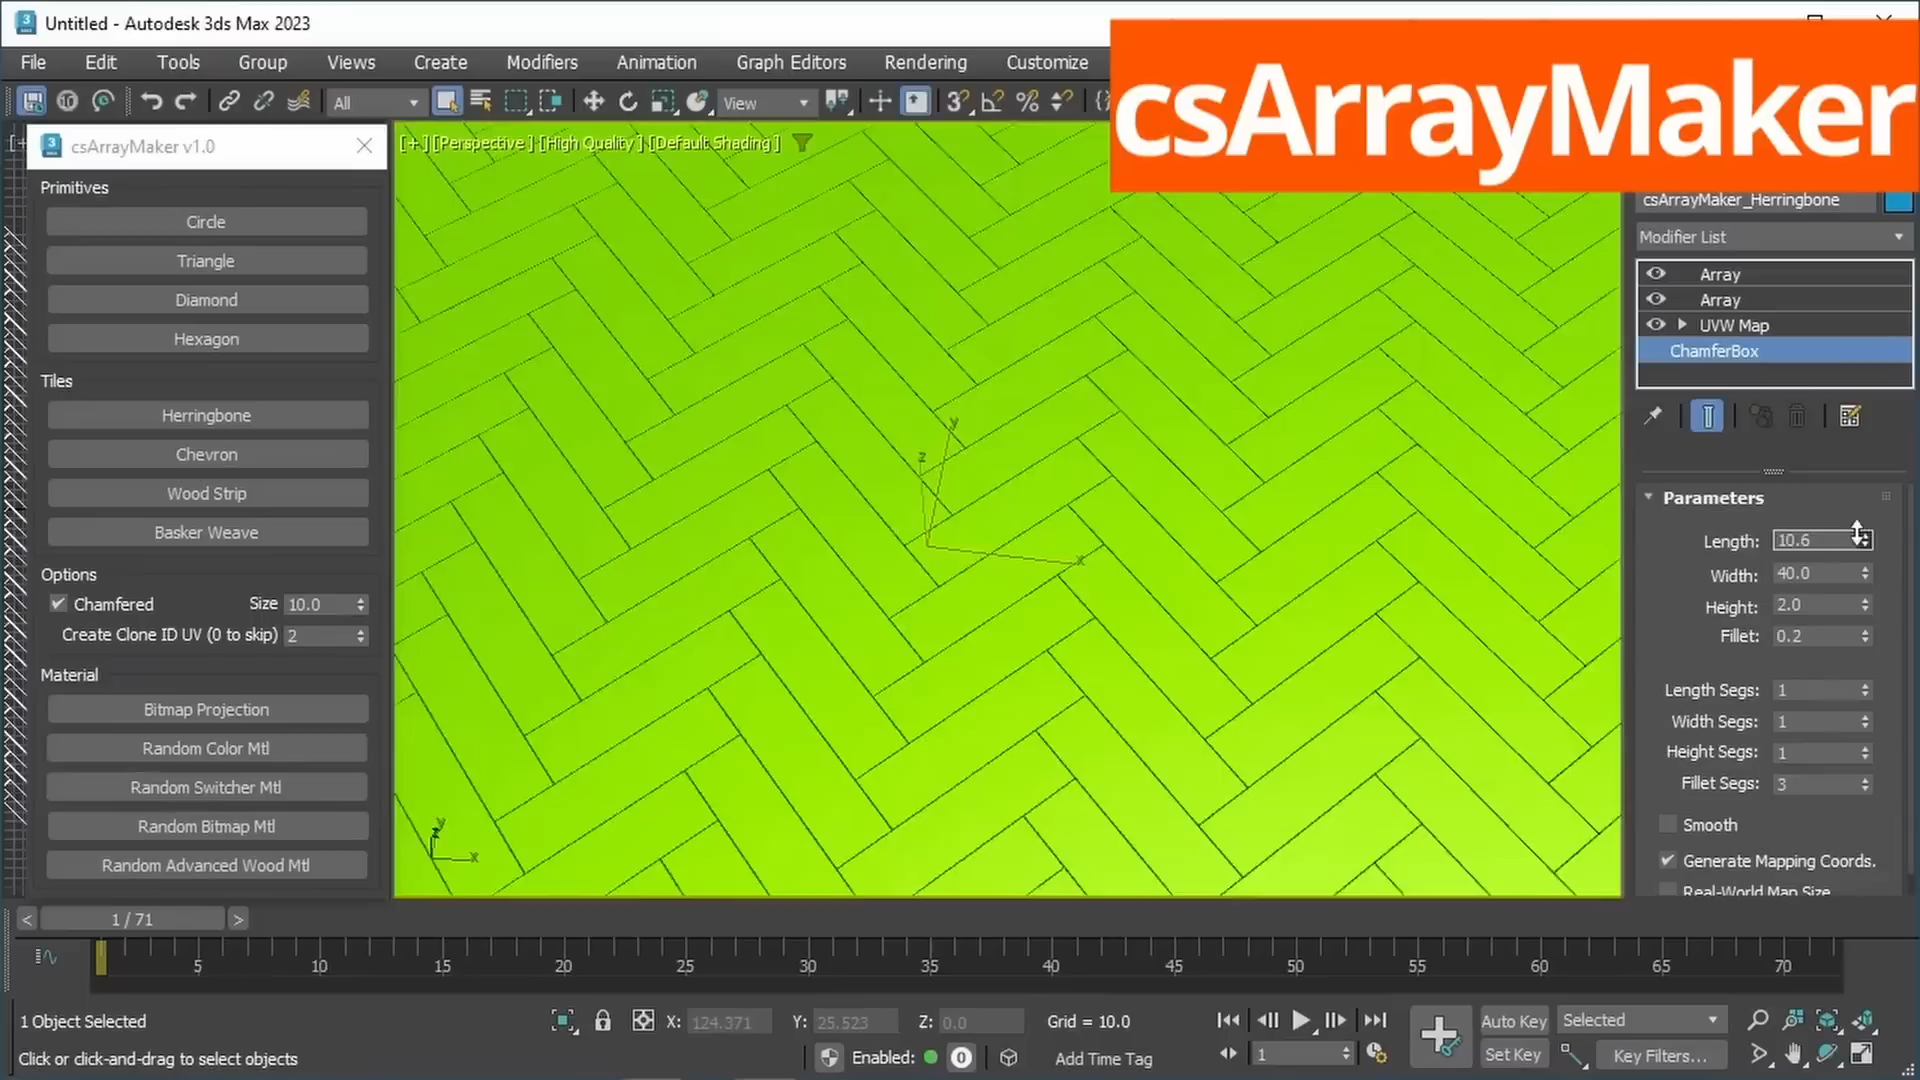 Untitled - Autodesk 3ds Max 2023
File Edit Tools Group Views Create Modifiers Animation Graph Editors Rendering Customize
csArrayMaker
All
View
csArrayMaker v1.0
[+] [Perspective] [High Quality] [Default Shading]
Primitives
Circle
Triangle
Diamond
Hexagon
Tiles
Herringbone
Chevron
Wood Strip
Basker Weave
Options
Chamfered Size 10.0
Create Clone ID UV (0 to skip) 2
Material
Bitmap Projection
Random Color Mtl
Random Switcher Mtl
Random Bitmap Mtl
Random Advanced Wood Mtl
y
z
x
y
z
x
csArrayMaker_Herringbone
Modifier List
Array
Array
UVW Map
ChamferBox
Parameters
Length: 10.6
Width: 40.0
Height: 2.0
Fillet: 0.2
Length Segs: 1
Width Segs: 1
Height Segs: 1
Fillet Segs: 3
Smooth
Generate Mapping Coords.
Real-World Map Size
< 1 / 71 >
5 10 15 20 25 30 35 40 45 50 55 60 65 70
1 Object Selected X: 124.371 Y: 25.523 Z: 0.0 Grid = 10.0 Auto Key Selected
Click or click-and-drag to select objects Enabled: 0 Add Time Tag 1 Set Key Key Filters...